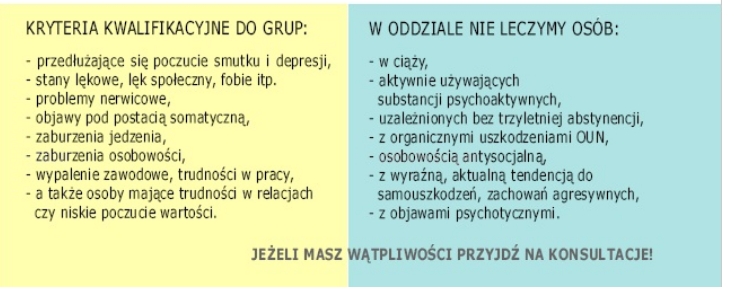 KRYTERIA KWALIFIKACYJNE DO GRUP:
- przedłużające się poczucie smutku i depresji,
- stany lękowe, lęk społeczny, fobie itp.
- problemy nerwicowe,
- objawy pod postacią somatyczną,
- zaburzenia jedzenia,
- zaburzenia osobowości,
- wypalenie zawodowe, trudności w pracy,
- a także osoby mające trudności w relacjach
czy niskie poczucie wartości.
W ODDZIALE NIE LECZYMY OSÓB:
- w ciąży,
- aktywnie używających
substancji psychoaktywnych,
- uzależnionych bez trzyletniej abstynencji,
- z organicznymi uszkodzeniami OUN,
- osobowością antysocjalną,
- z wyraźną, aktualną tendencją do
samouszkodzeń, zachowań agresywnych,
- z objawami psychotycznymi.
JEŻELI MASZ WĄTPLIWOŚCI PRZYJDŹ NA KONSULTACJE!